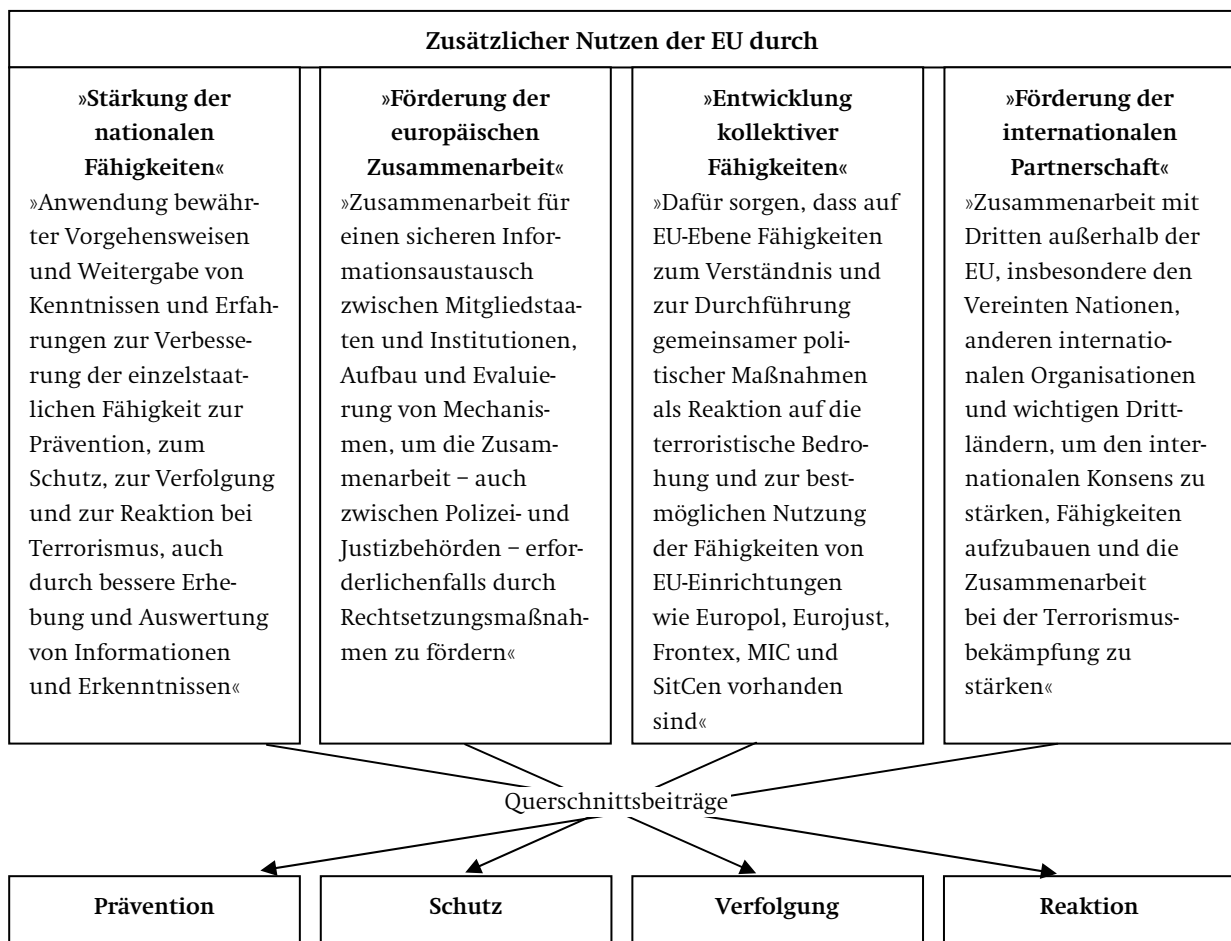 Zusätzlicher Nutzen der EU durch
»Stärkung der
nationalen
Fähigkeiten«
»Anwendung bewähr-
ter Vorgehensweisen
und Weitergabe von
Kenntnissen und Erfah-
rungen zur Verbesse-
rung der einzelstaat-
lichen Fähigkeit zur
Prävention, zum
Schutz, zur Verfolgung
und zur Reaktion bei
Terrorismus, auch
durch bessere Erhe-
bung und Auswertung
von Informationen
und Erkenntnissen«
»Förderung der
europäischen
Zusammenarbeit«
»Zusammenarbeit für
einen sicheren Infor-
mationsaustausch
zwischen Mitgliedstaa-
ten und Institutionen,
Aufbau und Evaluie-
rung von Mechanis-
men, um die Zusam-
menarbeit – auch
zwischen Polizei- und
Justizbehörden – erfor-
derlichenfalls durch
Rechtsetzungsmaßnah-
men zu fördern«
»Entwicklung
kollektiver
Fähigkeiten«
»Dafür sorgen, dass auf
EU-Ebene Fähigkeiten
zum Verständnis und
zur Durchführung
gemeinsamer poli-
tischer Maßnahmen
als Reaktion auf die
terroristische Bedro-
hung und zur best-
möglichen Nutzung
der Fähigkeiten von
EU-Einrichtungen
wie Europol, Eurojust,
Frontex, MIC und
SitCen vorhanden
sind«
»Förderung der
internationalen
Partnerschaft«
»Zusammenarbeit mit
Dritten außerhalb der
EU, insbesondere den
Vereinten Nationen,
anderen internatio-
nalen Organisationen
und wichtigen Dritt-
ländern, um den inter-
nationalen Konsens zu
stärken, Fähigkeiten
aufzubauen und die
Zusammenarbeit
bei der Terrorismus-
bekämpfung zu
stärken«
Querschnittsbeiträge
Prävention
Schutz
Verfolgung
Reaktion